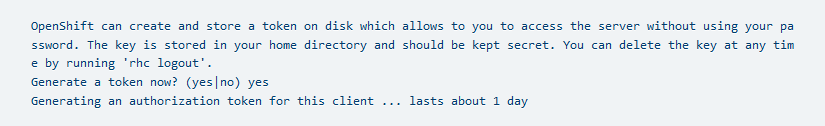 OpenShift can create and store a token on disk which allows to you to access the server without using your pa
ssword. The key is stored in your home directory and should be kept secret. You can delete the key at any tim
e by running 'rhc logout'.
Generate a token now? (yes|no) yes
Generating an authorization token for this client ... lasts about 1 day